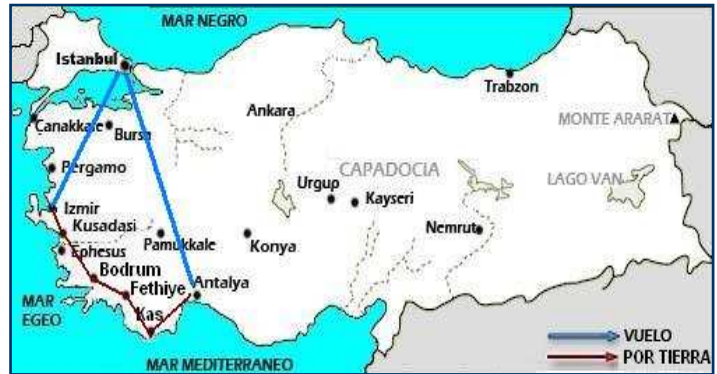 MAR NEGRO
Istanbul
Trabzon
Ankara
Canakkale
Bursa
MONTE ARARAT
Pergamo
CAPADOCIA
LAGO VAN
Urgup
Kayseri
Izmir
Kusadasi
Nemrut
Ephesus
Pamukkale
Konya
Bodrum
Fethiye
Antalya
MAR
EGEO
Kas
VUELO
POR TIERRA
MAR MEDITERRANEO